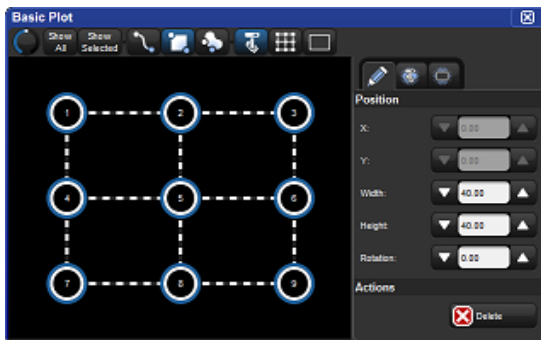 Basic Plot
Show All
Show Selected
1 2 3
4 5 6
7 8 9
Position
X: 0.00
Y: 0.00
Width: 40.00
Height: 40.00
Rotation: 0.00
Actions
Delete